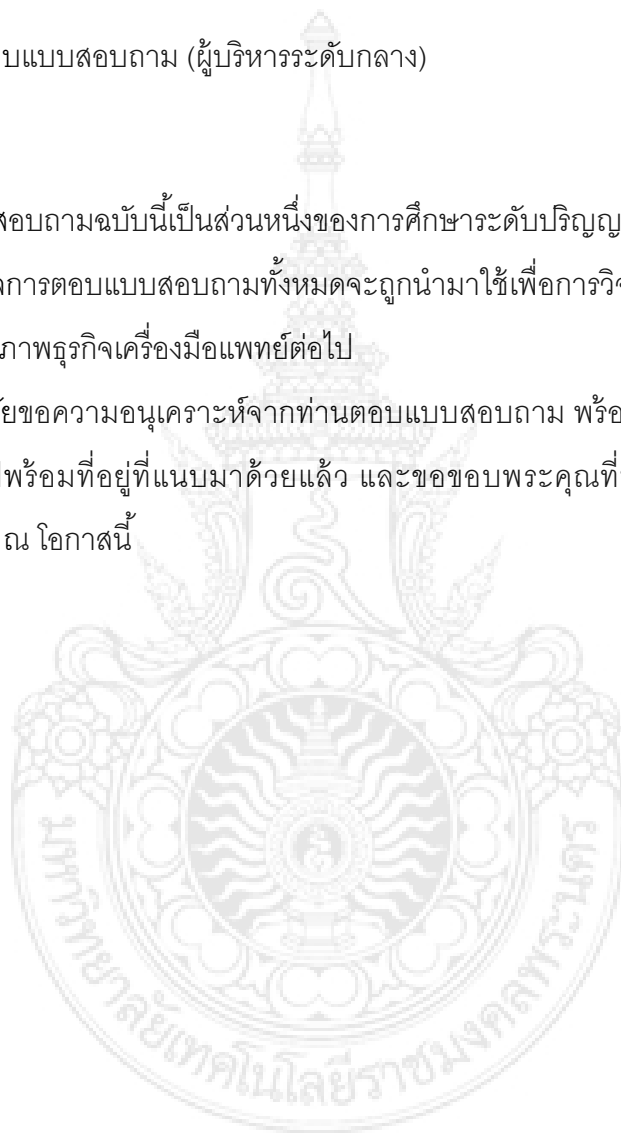 บแบบสอบถาม (ผู้บริหารระดับกลาง)
สอบถามฉบับนี้เป็นส่วนหนึ่งของการศึกษาระดับปริญญ
ลการตอบแบบสอบถามทั้งหมดจะถูกนำมาใช้เพื่อการวิจ
ภาพธุรกิจเครื่องมือแพทย์ต่อไป
ัยขอความอนุเคราะห์จากท่านตอบแบบสอบถาม พร้อ
พร้อมที่อยู่ที่แนบมาด้วยแล้ว และขอขอบพระคุณที่
ณ โอกาสนี้
มหาวิทยาลัยเทคโนโลยีราชมงคลพระนคร